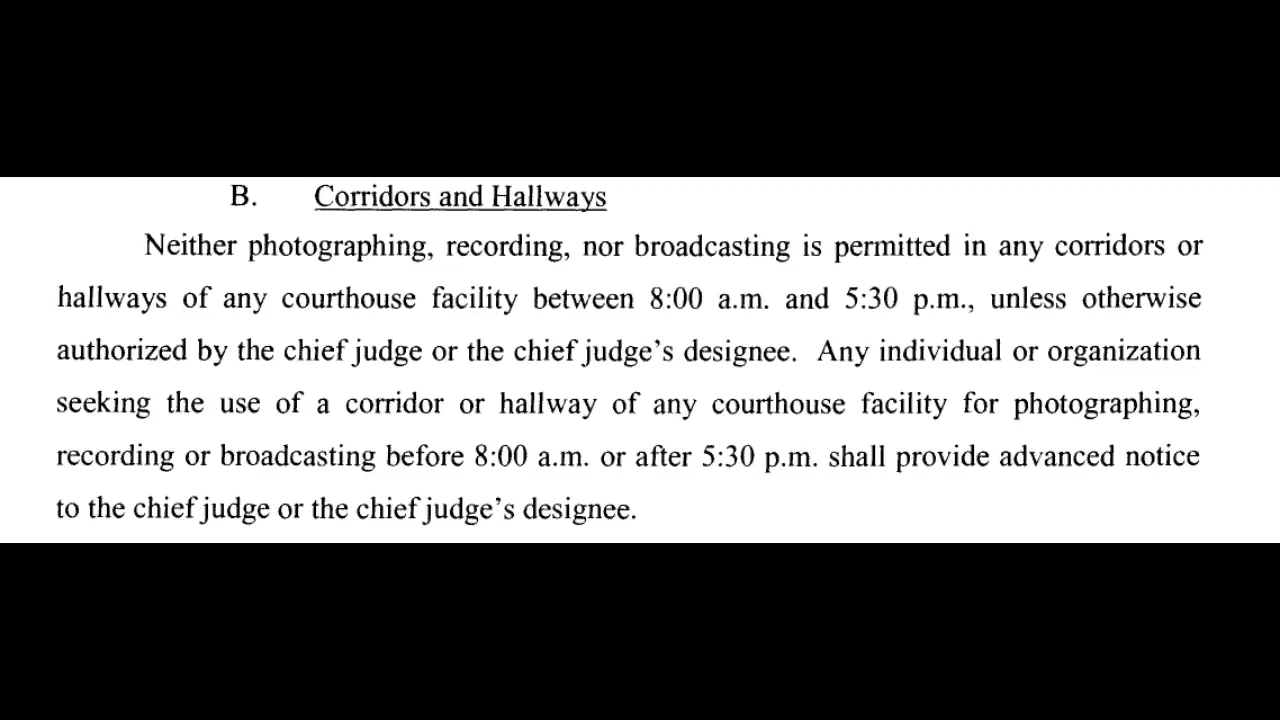 B. Corridors and Hallways
Neither photographing, recording, nor broadcasting is permitted in any corridors or
hallways of any courthouse facility between 8:00 a.m. and 5:30 p.m., unless otherwise
authorized by the chief judge or the chief judge's designee. Any individual or organization
seeking the use of a corridor or hallway of any courthouse facility for photographing,
recording or broadcasting before 8:00 a.m. or after 5:30 p.m. shall provide advanced notice
to the chief judge or the chief judge's designee.